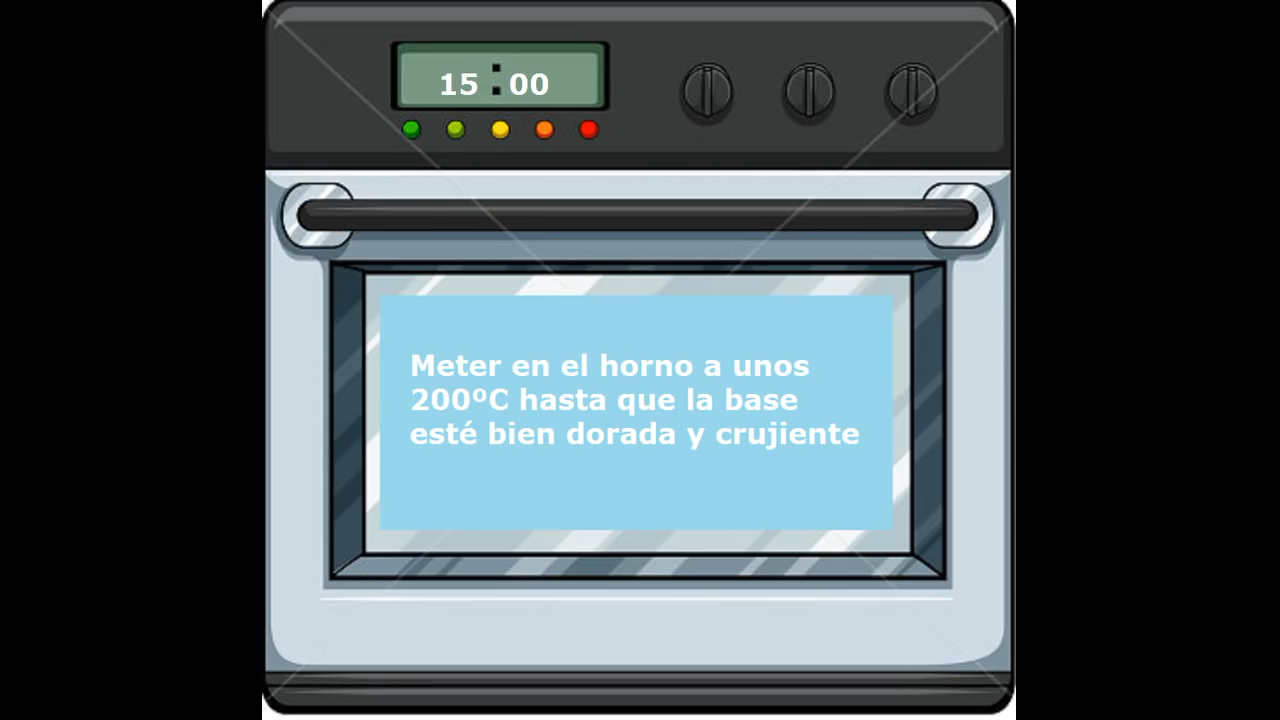 15:00
Meter en el horno a unos
200ºC hasta que la base
esté bien dorada y crujiente